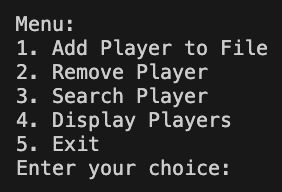 Menu:
1. Add Player to File
2. Remove Player
3. Search Player
4. Display Players
5. Exit
Enter your choice: